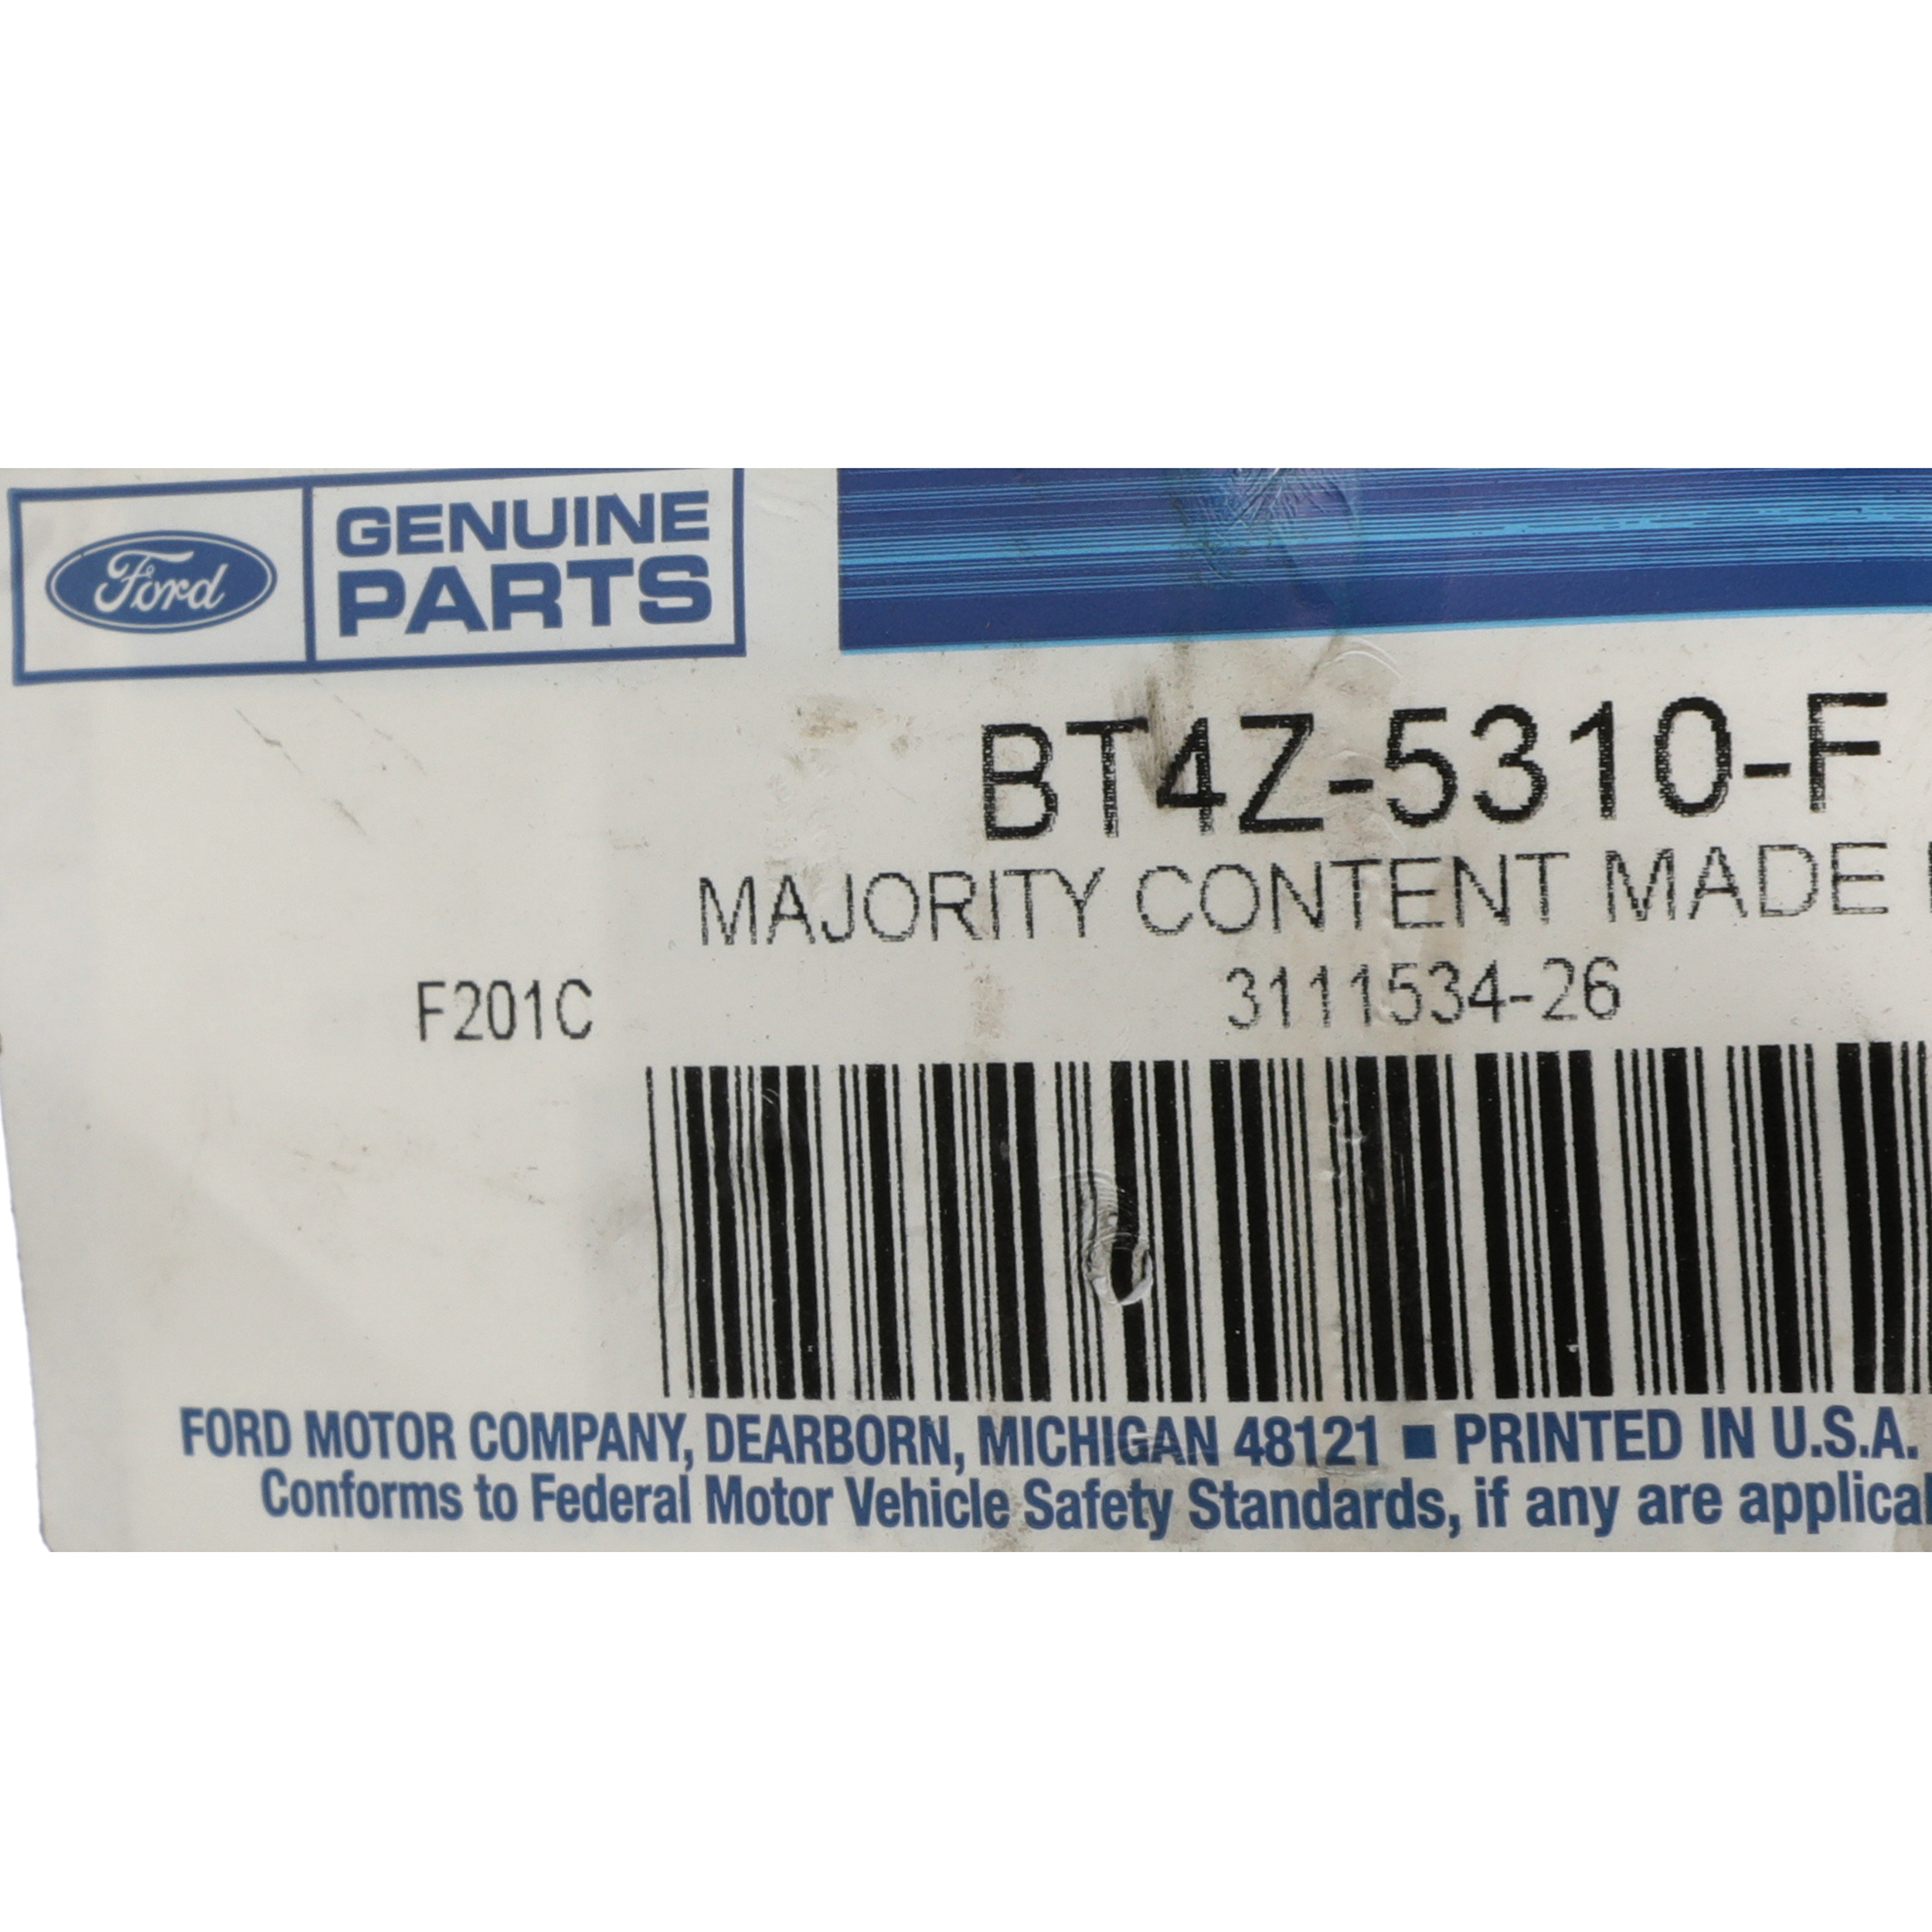 Ford
GENUINE
PARTS
BT4Z-5310-F
MAJORITY CONTENT MADE
3111534-26
F201C
FORD MOTOR COMPANY, DEARBORN, MICHIGAN 48121 ■ PRINTED IN U.S.A.
Conforms to Federal Motor Vehicle Safety Standards, if any are